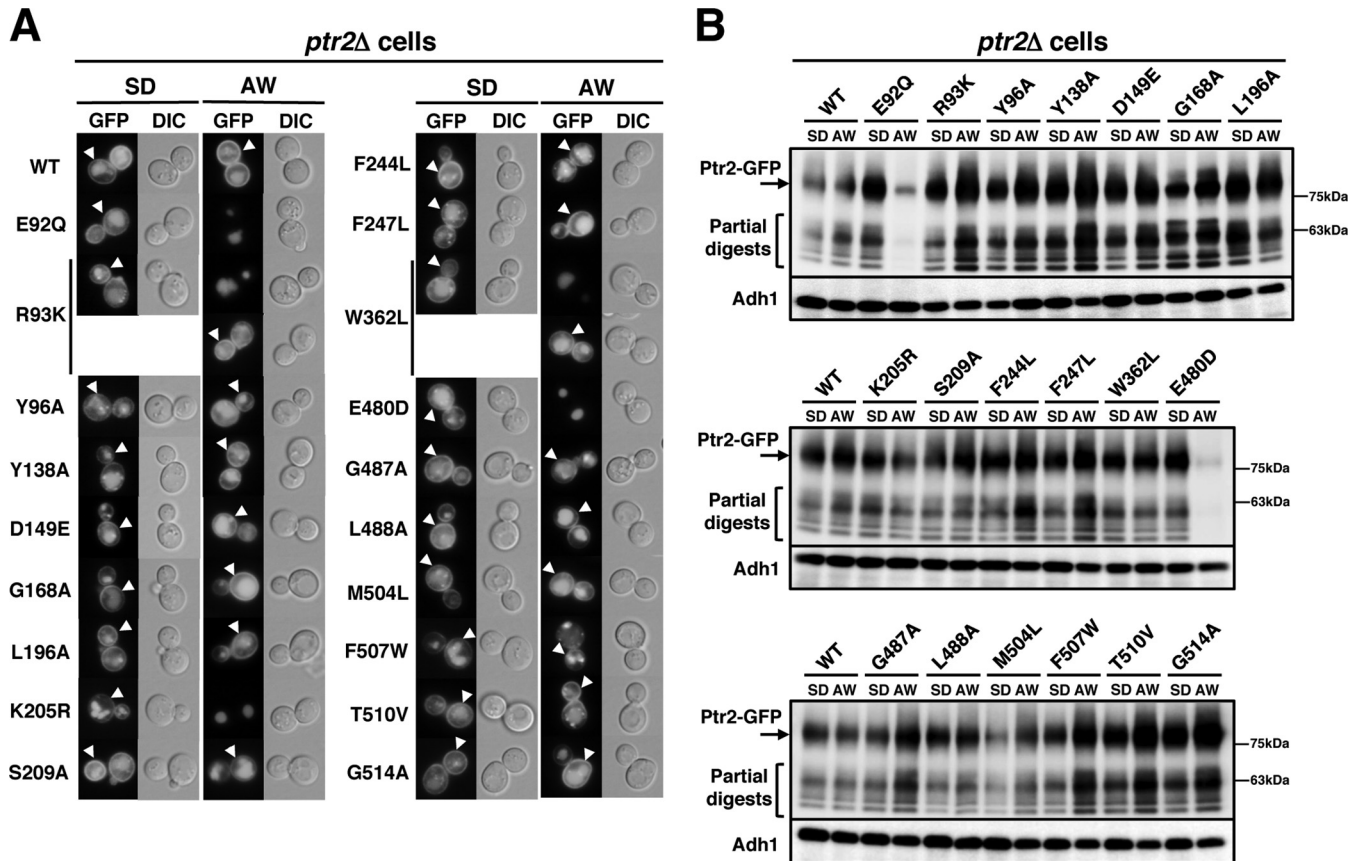 A
ptr2Δ cells
SD AW SD AW
GFP DIC GFP DIC GFP DIC GFP DIC
WT
E92Q
R93K
Y96A
Y138A
D149E
G168A
L196A
K205R
S209A
F244L
F247L
W362L
E480D
G487A
L488A
M504L
F507W
T510V
G514A
B
ptr2Δ cells
WT E92Q R93K Y96A Y138A D149E G168A L196A
SD AW SD AW SD AW SD AW SD AW SD AW SD AW SD AW
Ptr2-GFP
75kDa
Partial
digests
63kDa
Adh1
WT K205R S209A F244L F247L W362L E480D
SD AW SD AW SD AW SD AW SD AW SD AW SD AW
Ptr2-GFP
75kDa
Partial
digests
63kDa
Adh1
WT G487A L488A M504L F507W T510V G514A
SD AW SD AW SD AW SD AW SD AW SD AW SD AW
Ptr2-GFP
75kDa
Partial
digests
63kDa
Adh1